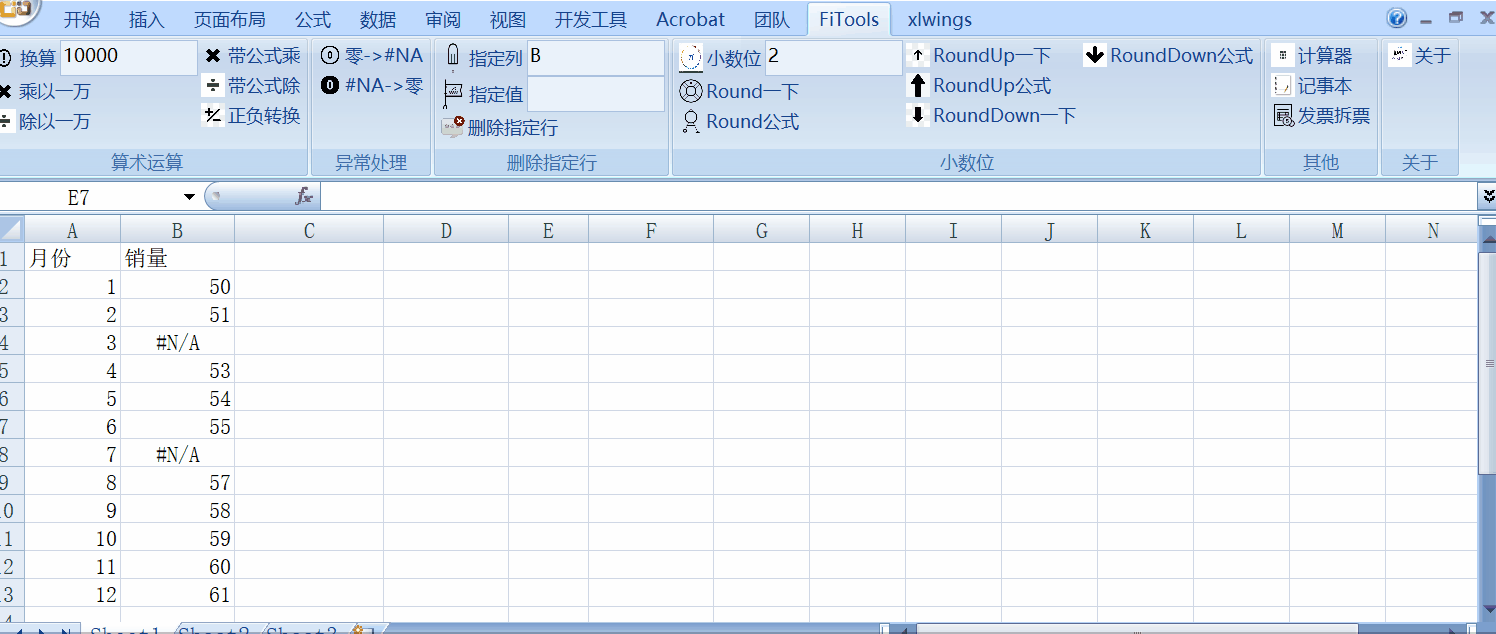 开始 插入 页面布局 公式 数据 审阅 视图 开发工具 Acrobat 团队 FiTools xlwings
换算 10000 带公式乘 零->#NA 指定列 B 小数位 2 RoundUp一下 RoundDown公式 计算器 关于
乘以一万 带公式除 #NA->零 指定值 Round一下 RoundUp公式 记事本
除以一万 正负转换 删除指定行 Round公式 RoundDown一下 发票拆票
算术运算 异常处理 删除指定行 小数位 其他 关于
E7 fx
A B C D E F G H I J K L M N
1 月份 销量
2 1 50
3 2 51
4 3 #N/A
5 4 53
6 5 54
7 6 55
8 7 #N/A
9 8 57
10 9 58
11 10 59
12 11 60
13 12 61
Sheet1 Sheet2 Sheet3